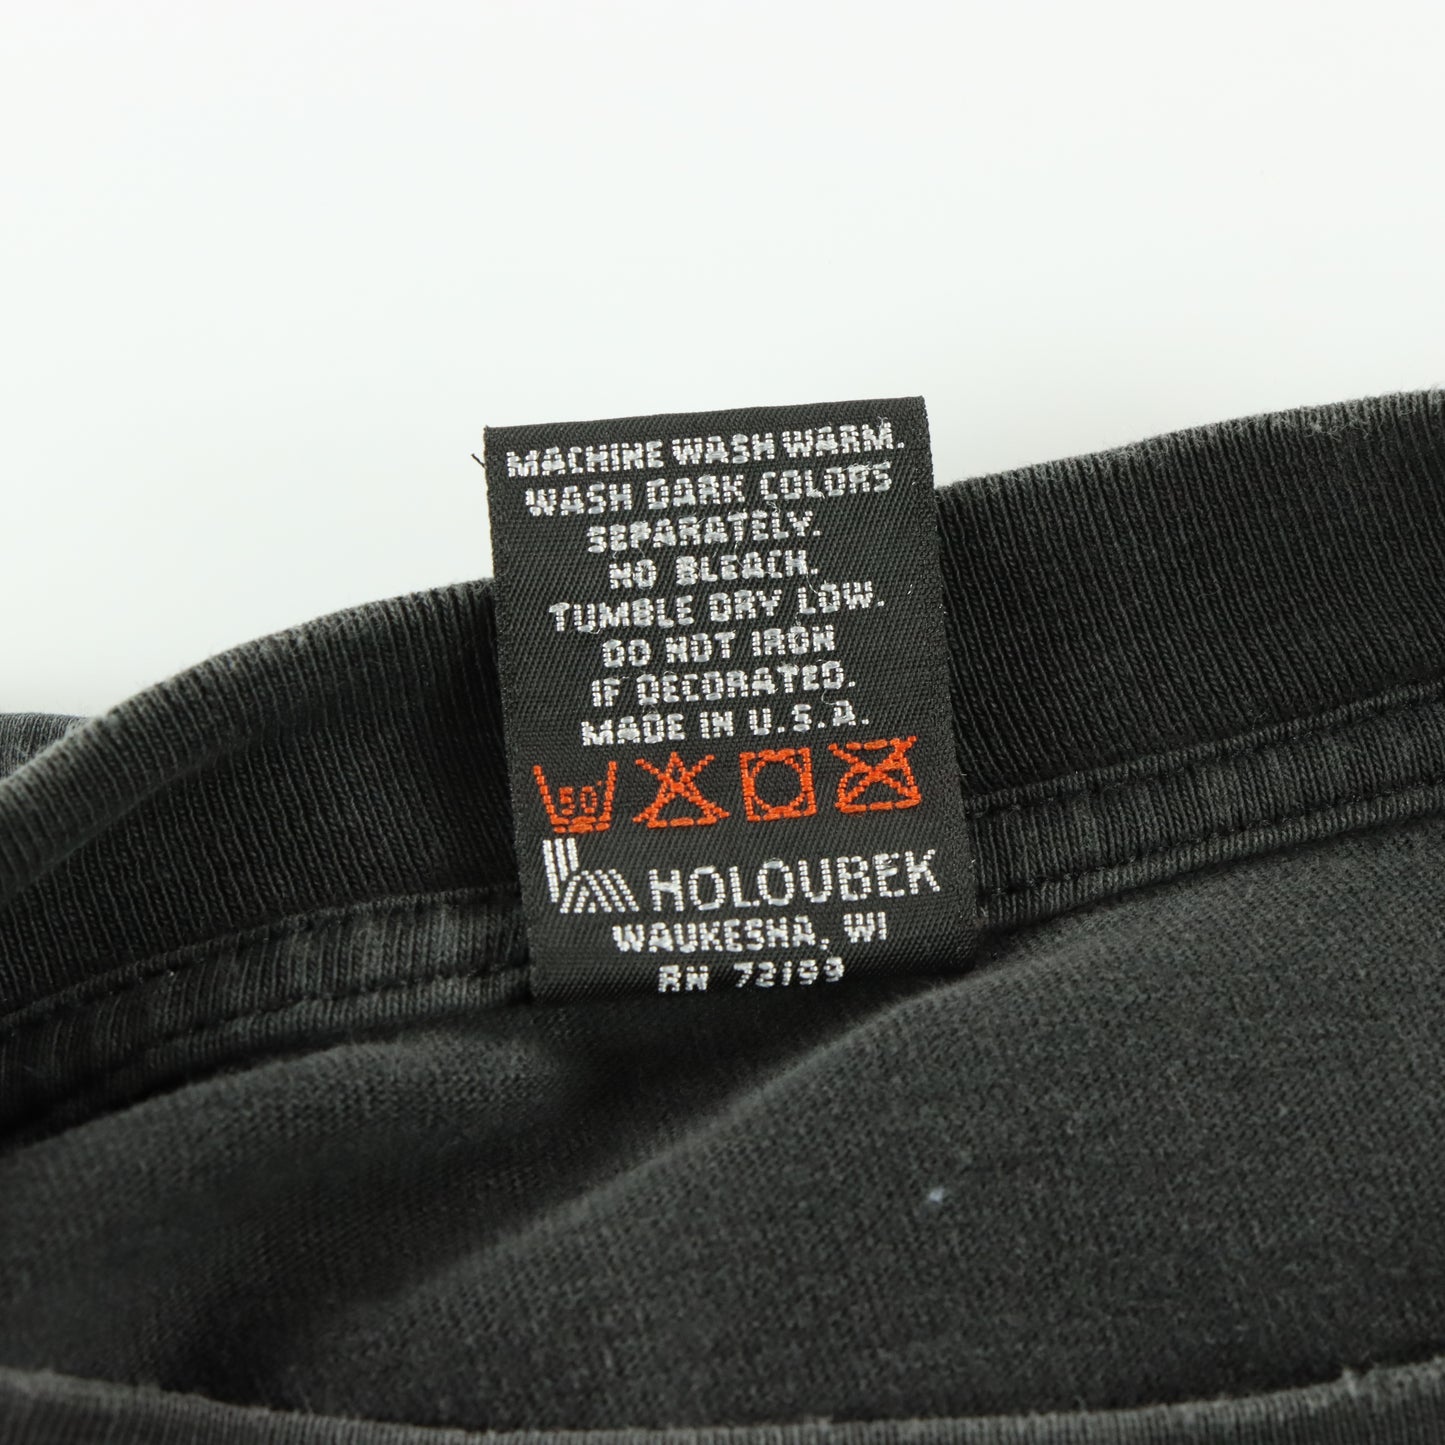 MACHINE WASH WARM.
WASH DARK COLORS
SEPARATELY.
NO BLEACH.
TUMBLE DRY LOW.
DO NOT IRON
IF DECORATED.
MADE IN U.S.A.
50
HOLOUBEK
WAUKESHA, WI
RN 72199